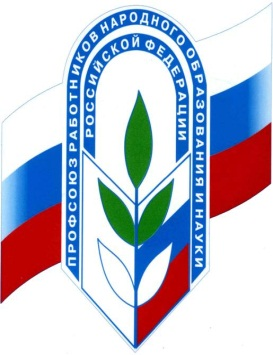 ПРОФСОЮЗ РАБОТНИКОВ НАРОДНОГО ОБРАЗОВАНИЯ И НАУКИ
РОССИЙСКОЙ ФЕДЕРАЦИИ